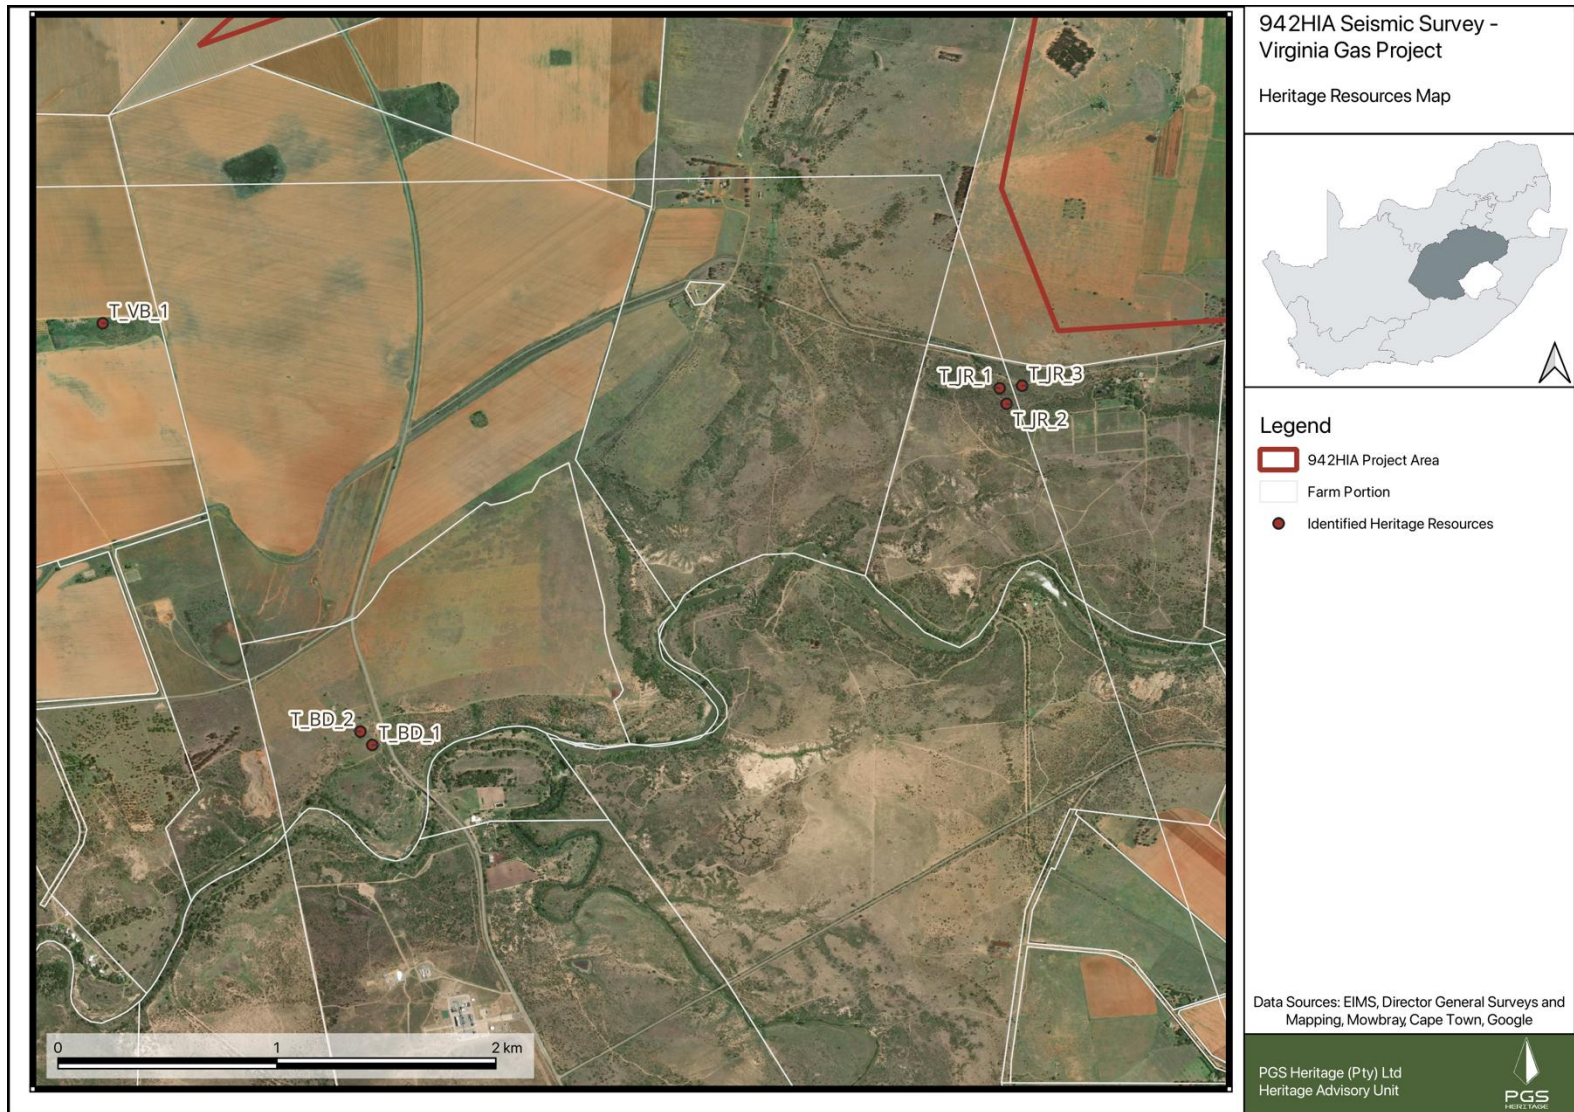 942HIA Seismic Survey -
Virginia Gas Project
Heritage Resources Map
T_VB_1
T_JR_1
T_JR_3
T_JR_2
T_BD_2
T_BD_1
0 1 2 km
Legend
942HIA Project Area
Farm Portion
Identified Heritage Resources
Data Sources: EIMS, Director General Surveys and
Mapping, Mowbray, Cape Town, Google
PGS Heritage (Pty) Ltd
Heritage Advisory Unit
PGS
HERITAGE